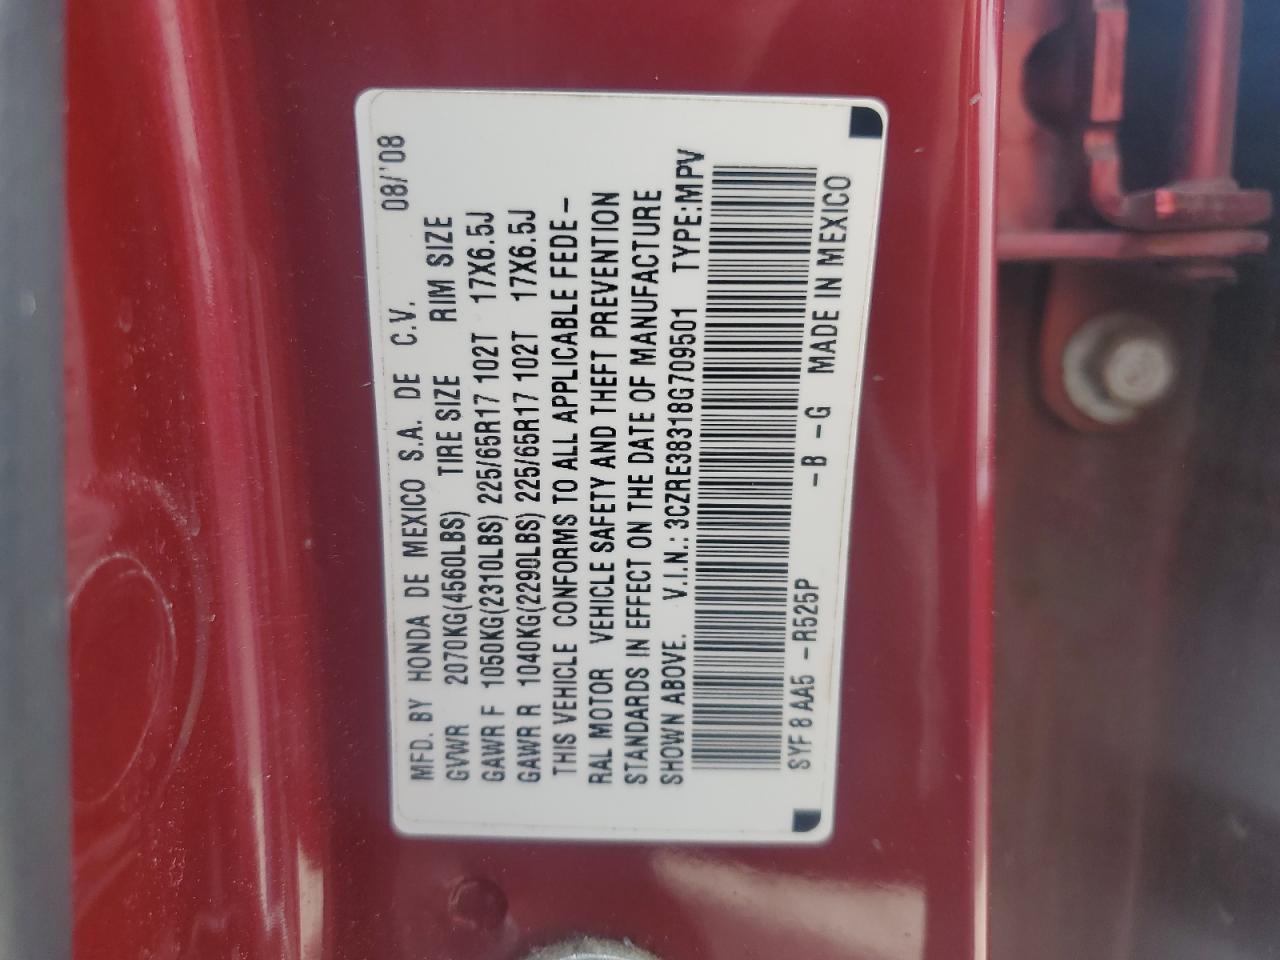 MFD. BY HONDA DE MEXICO S.A. DE C.V. 08/'08
GVWR 2070KG(4560LBS) TIRE SIZE RIM SIZE
GAWR F 1050KG(2310LBS) 225/65R17 102T 17X6.5J
GAWR R 1040KG(2290LBS) 225/65R17 102T 17X6.5J
THIS VEHICLE CONFORMS TO ALL APPLICABLE FEDE-
RAL MOTOR VEHICLE SAFETY AND THEFT PREVENTION
STANDARDS IN EFFECT ON THE DATE OF MANUFACTURE
SHOWN ABOVE. V.I.N.: 3CZRE38318G709501 TYPE:MPV
SYF 8 AA5 -R525P -B -G MADE IN MEXICO